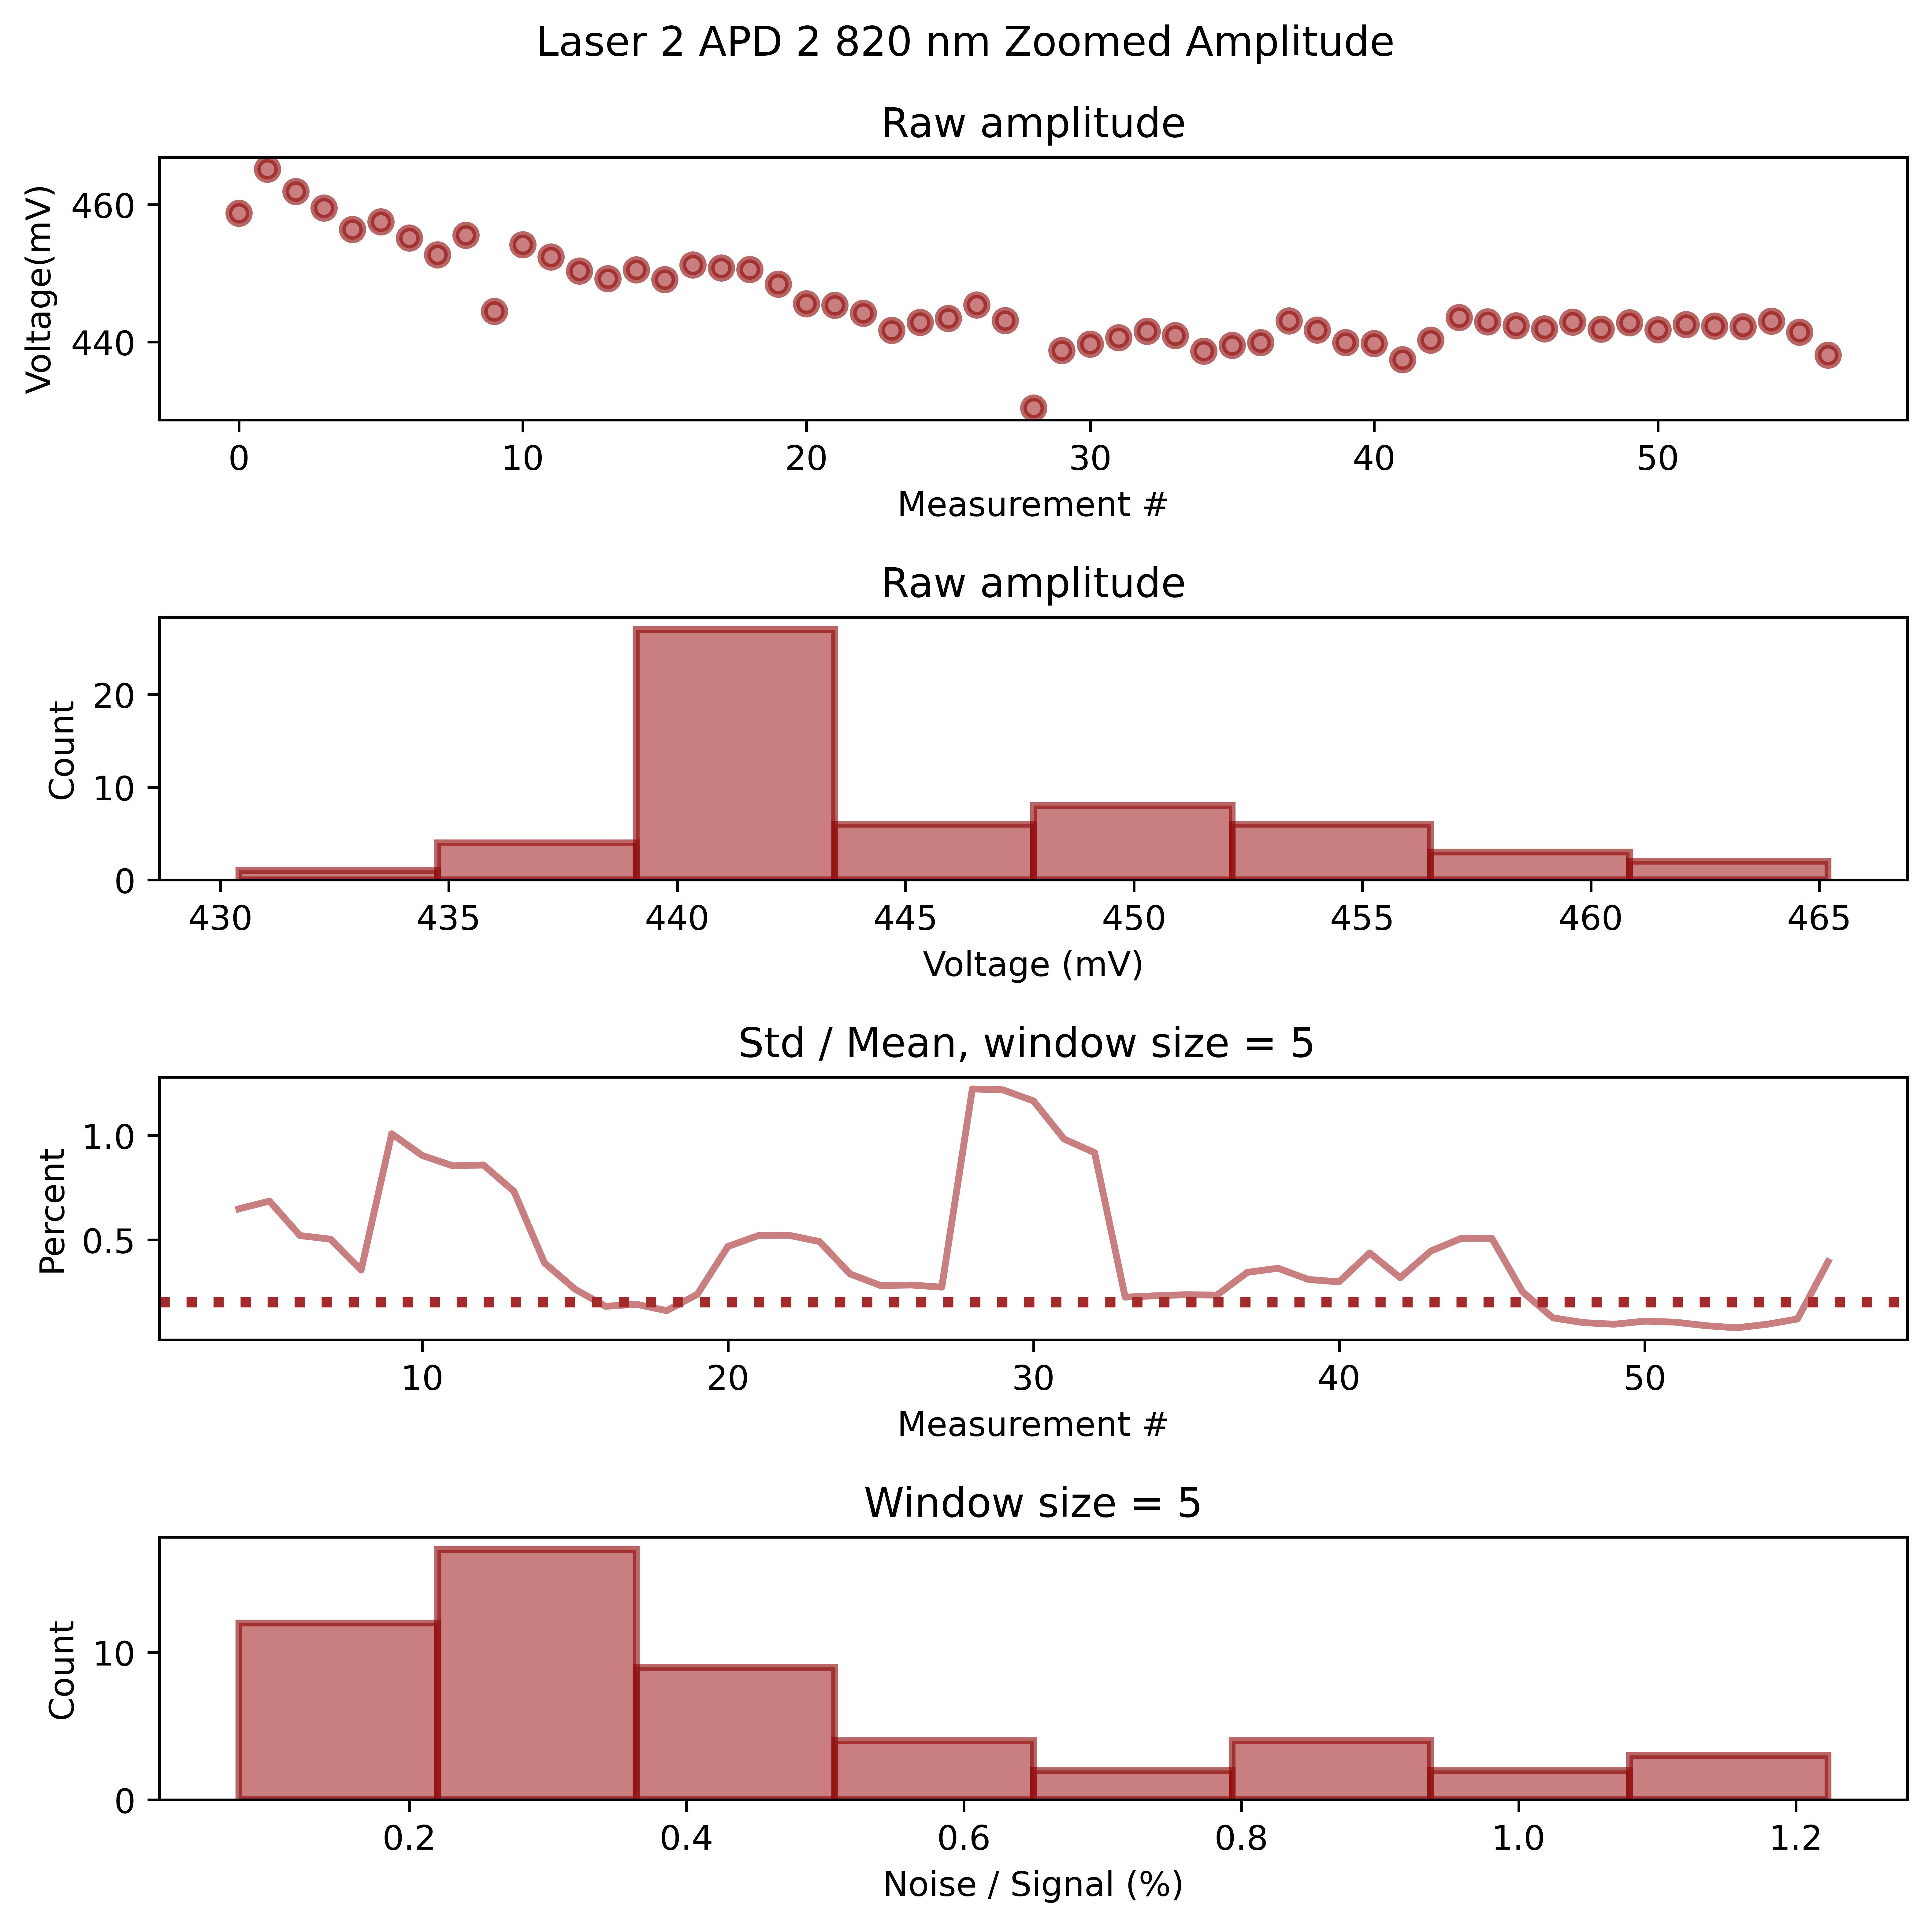 Laser 2 APD 2 820 nm Zoomed Amplitude
Raw amplitude
Voltage(mV)
460
440
0 10 20 30 40 50
Measurement #
Raw amplitude
Count
20
10
0
430 435 440 445 450 455 460 465
Voltage (mV)
Std / Mean, window size = 5
Percent
1.0
0.5
10 20 30 40 50
Measurement #
Window size = 5
Count
10
0
0.2 0.4 0.6 0.8 1.0 1.2
Noise / Signal (%)